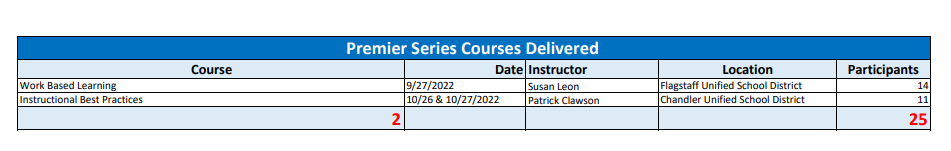 Premier Series Courses Delivered
Course Date Instructor Location Participants
Work Based Learning 9/27/2022 Susan Leon Flagstaff Unified School District 14
Instructional Best Practices 10/26 & 10/27/2022 Patrick Clawson Chandler Unified School District 11
2 25